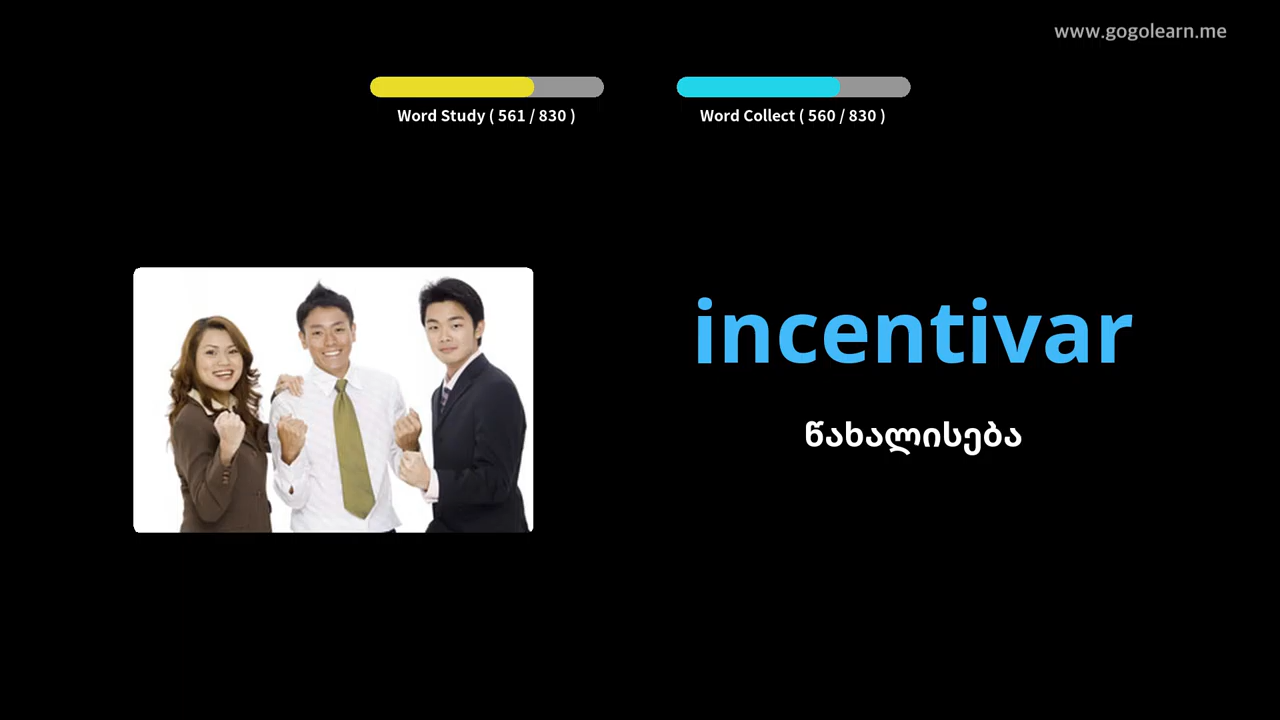 www.gogolearn.me
Word Study ( 561 / 830 )
Word Collect ( 560 / 830 )
incentivar
წახალისება